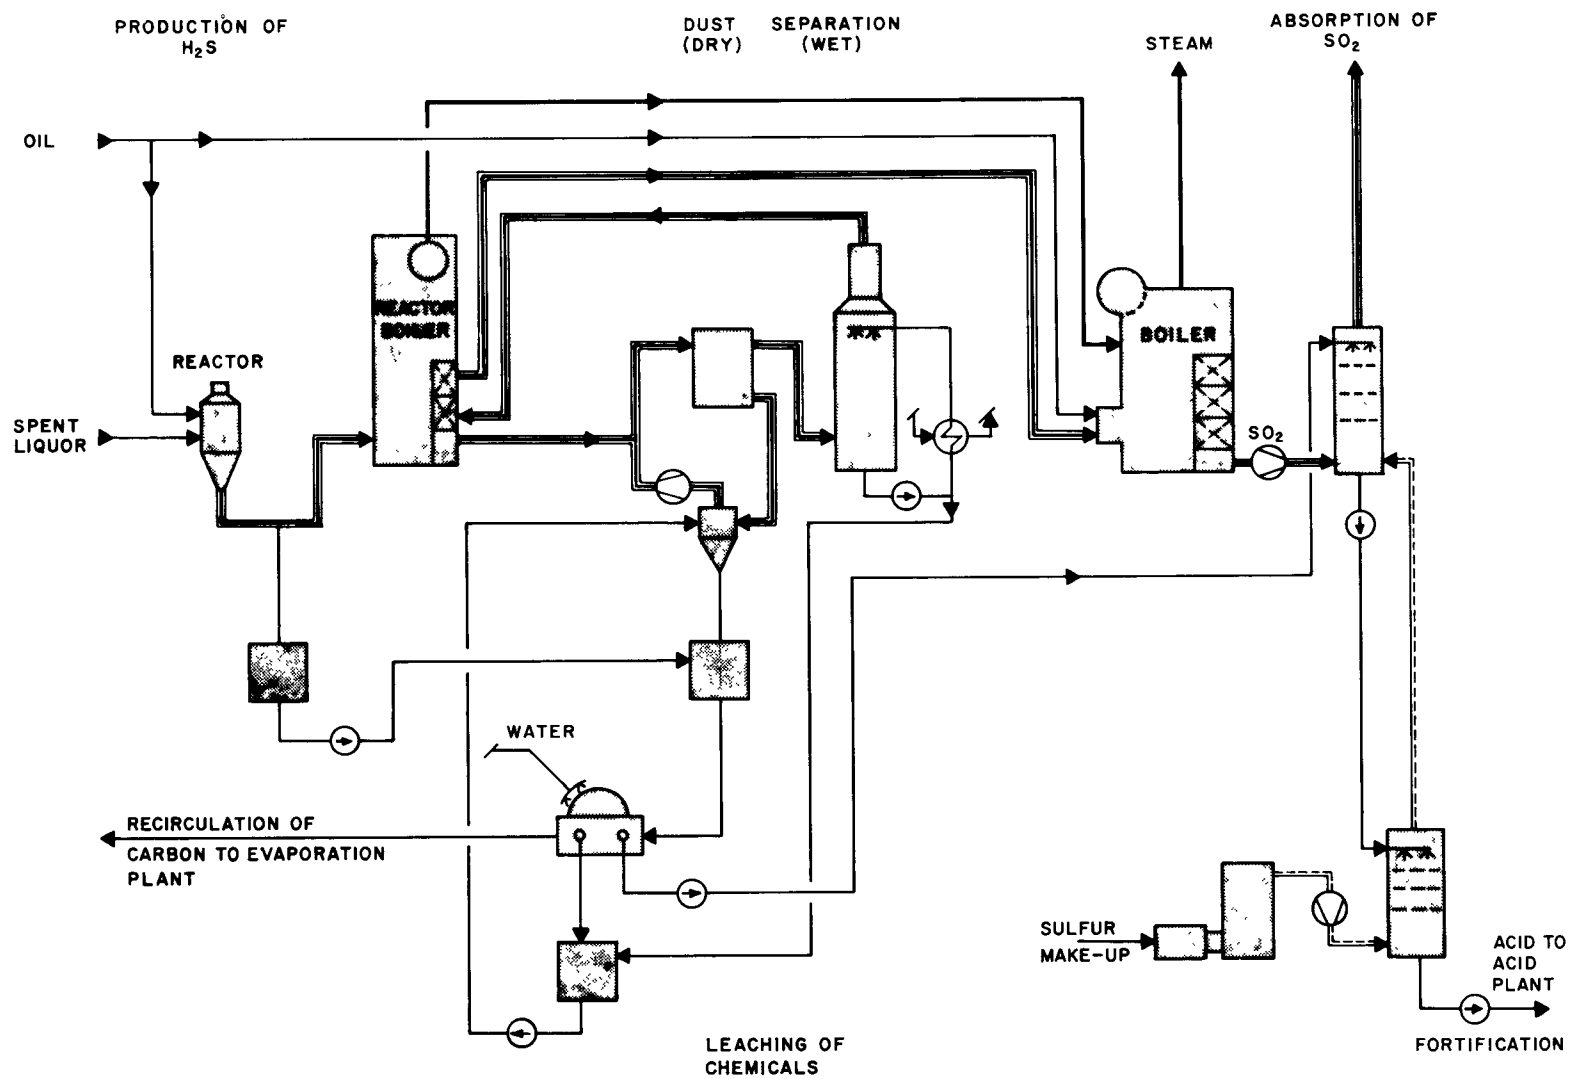 PRODUCTION OF
H2S
DUST SEPARATION
(DRY) (WET)
ABSORPTION OF
SO2
STEAM
OIL
REACTOR
BOILER
BOILER
REACTOR
SPENT
LIQUOR
SO2
WATER
RECIRCULATION OF
CARBON TO EVAPORATION
PLANT
SULFUR
MAKE-UP
ACID TO
ACID
PLANT
LEACHING OF
CHEMICALS
FORTIFICATION